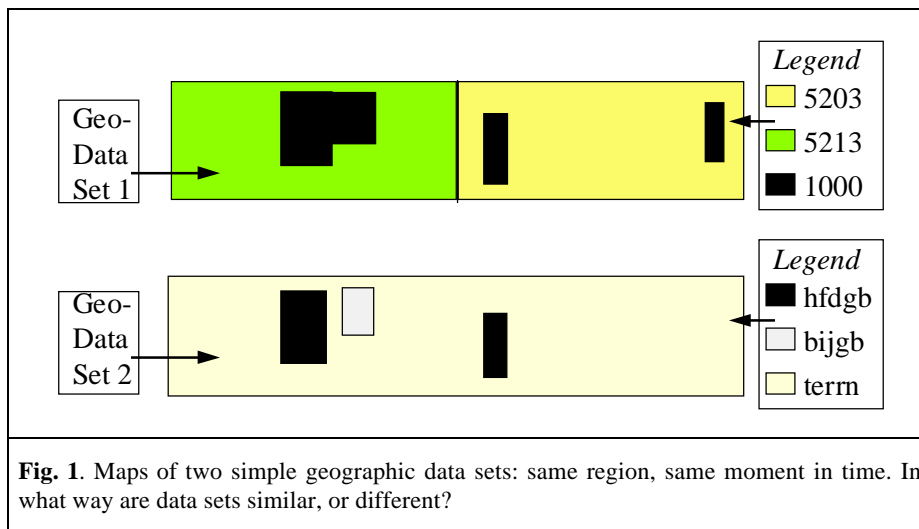 Geo-
Data
Set 1
Legend
5203
5213
1000
Geo-
Data
Set 2
Legend
hfdgb
bijgb
terrn
Fig. 1. Maps of two simple geographic data sets: same region, same moment in time. In
what way are data sets similar, or different?